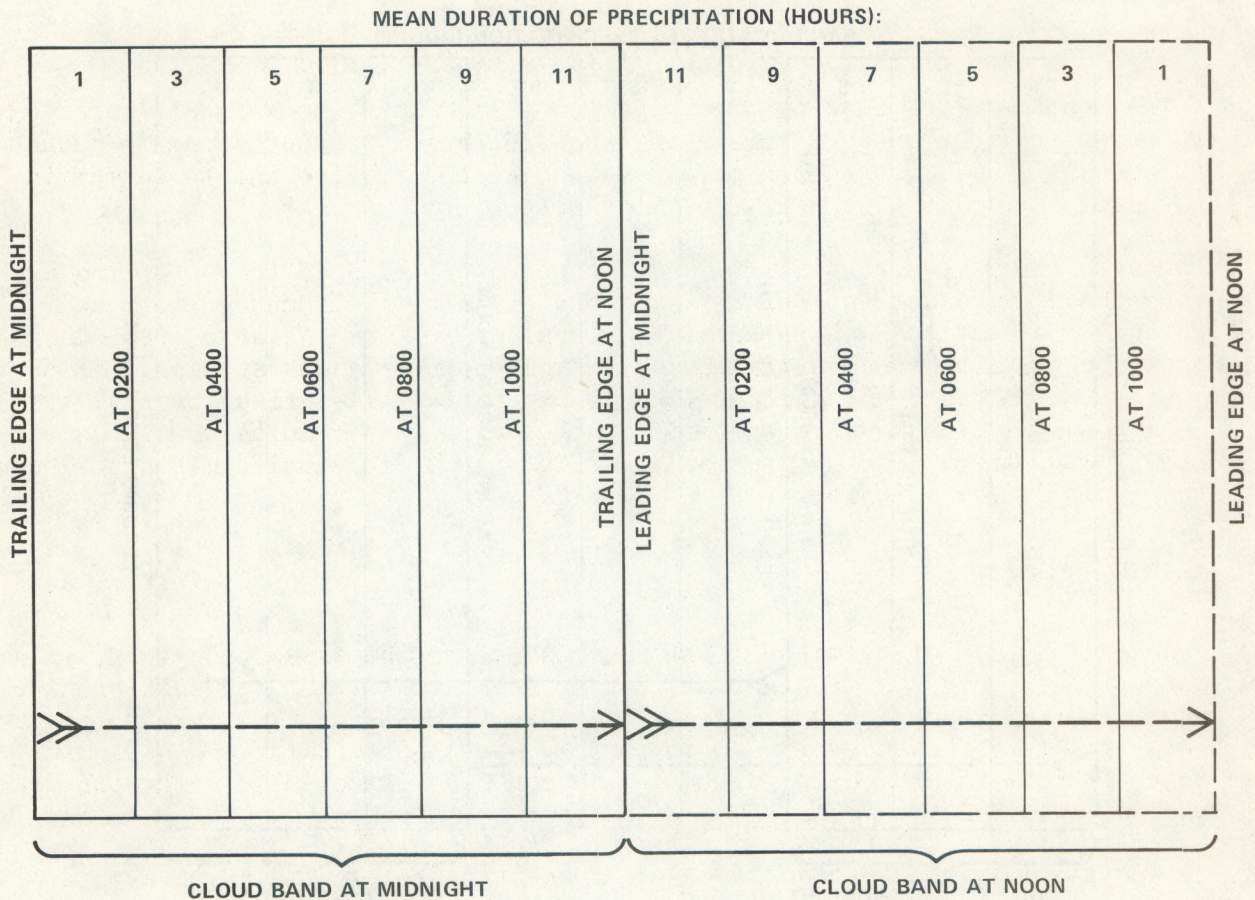 MEAN DURATION OF PRECIPITATION (HOURS):
1 3 5 7 9 11 11 9 7 5 3 1
TRAILING EDGE AT MIDNIGHT
AT 0200
AT 0400
AT 0600
AT 0800
AT 1000
TRAILING EDGE AT NOON
LEADING EDGE AT MIDNIGHT
AT 0200
AT 0400
AT 0600
AT 0800
AT 1000
LEADING EDGE AT NOON
CLOUD BAND AT MIDNIGHT
CLOUD BAND AT NOON